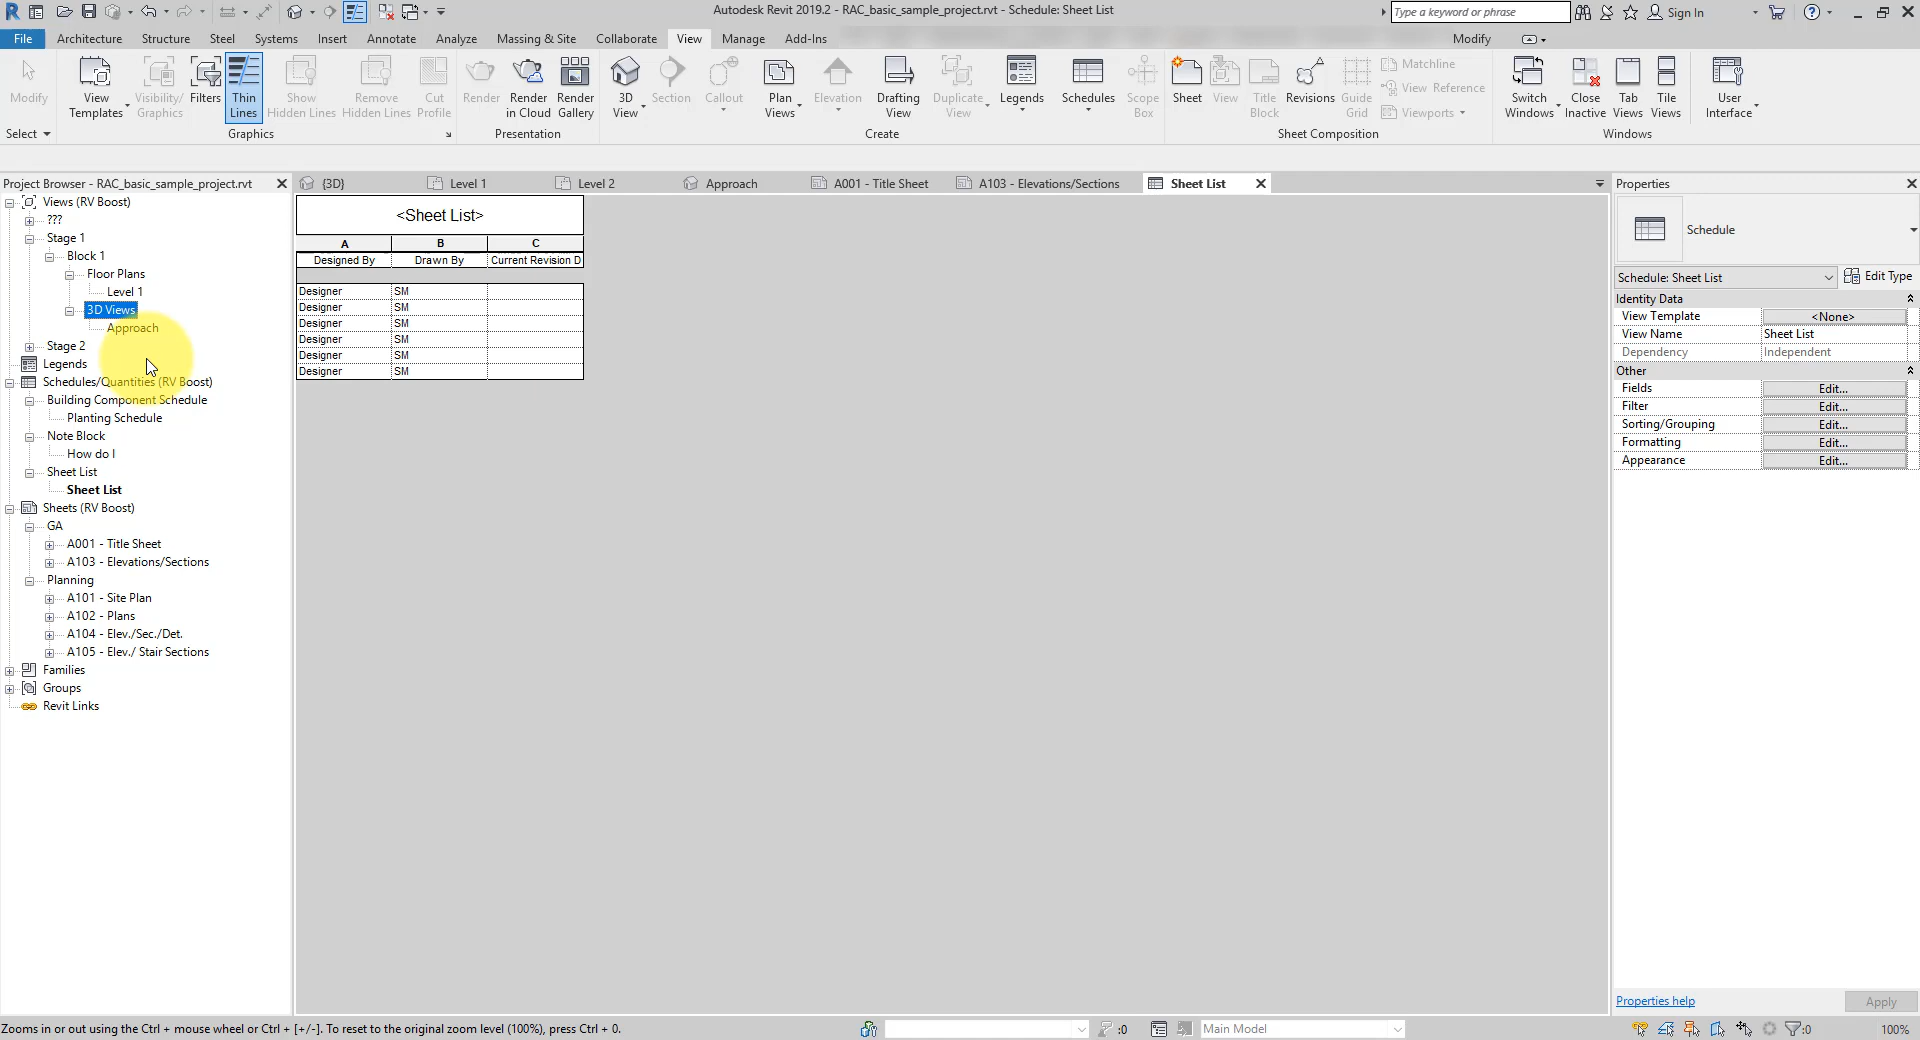 Autodesk Revit 2019.2 - RAC_basic_sample_project.rvt - Schedule: Sheet List
Type a keyword or phrase
Sign In
File Architecture Structure Steel Systems Insert Annotate Analyze Massing & Site Collaborate View Manage Add-Ins Modify
Modify
View Templates
Visibility/ Graphics
Filters
Thin Lines
Show Hidden Lines
Remove Hidden Lines
Cut Profile
Render
Render in Cloud
Render Gallery
3D View
Section
Callout
Plan Views
Elevation
Drafting View
Duplicate View
Legends
Schedules
Scope Box
Sheet
View
Title Block
Revisions
Guide Grid
Matchline
View Reference
Viewports
Switch Windows
Close Inactive
Tab Views
Tile Views
User Interface
Select Graphics Presentation Create Sheet Composition Windows
Project Browser - RAC_basic_sample_project.rvt
Views (RV Boost)
???
Stage 1
Block 1
Floor Plans
Level 1
3D Views
Approach
Stage 2
Legends
Schedules/Quantities (RV Boost)
Building Component Schedule
Planting Schedule
Note Block
How do I
Sheet List
Sheet List
Sheets (RV Boost)
GA
A001 - Title Sheet
A103 - Elevations/Sections
Planning
A101 - Site Plan
A102 - Plans
A104 - Elev./Sec./Det.
A105 - Elev./ Stair Sections
Families
Groups
Revit Links
{3D} Level 1 Level 2 Approach A001 - Title Sheet A103 - Elevations/Sections Sheet List
<Sheet List>
A B C
Designed By Drawn By Current Revision D
Designer SM
Designer SM
Designer SM
Designer SM
Designer SM
Designer SM
Properties
Schedule
Schedule: Sheet List Edit Type
Identity Data
View Template <None>
View Name Sheet List
Dependency Independent
Other
Fields Edit...
Filter Edit...
Sorting/Grouping Edit...
Formatting Edit...
Appearance Edit...
Properties help Apply
Zooms in or out using the Ctrl + mouse wheel or Ctrl + [+/-]. To reset to the original zoom level (100%), press Ctrl + 0.
:0
Main Model
:0
100%